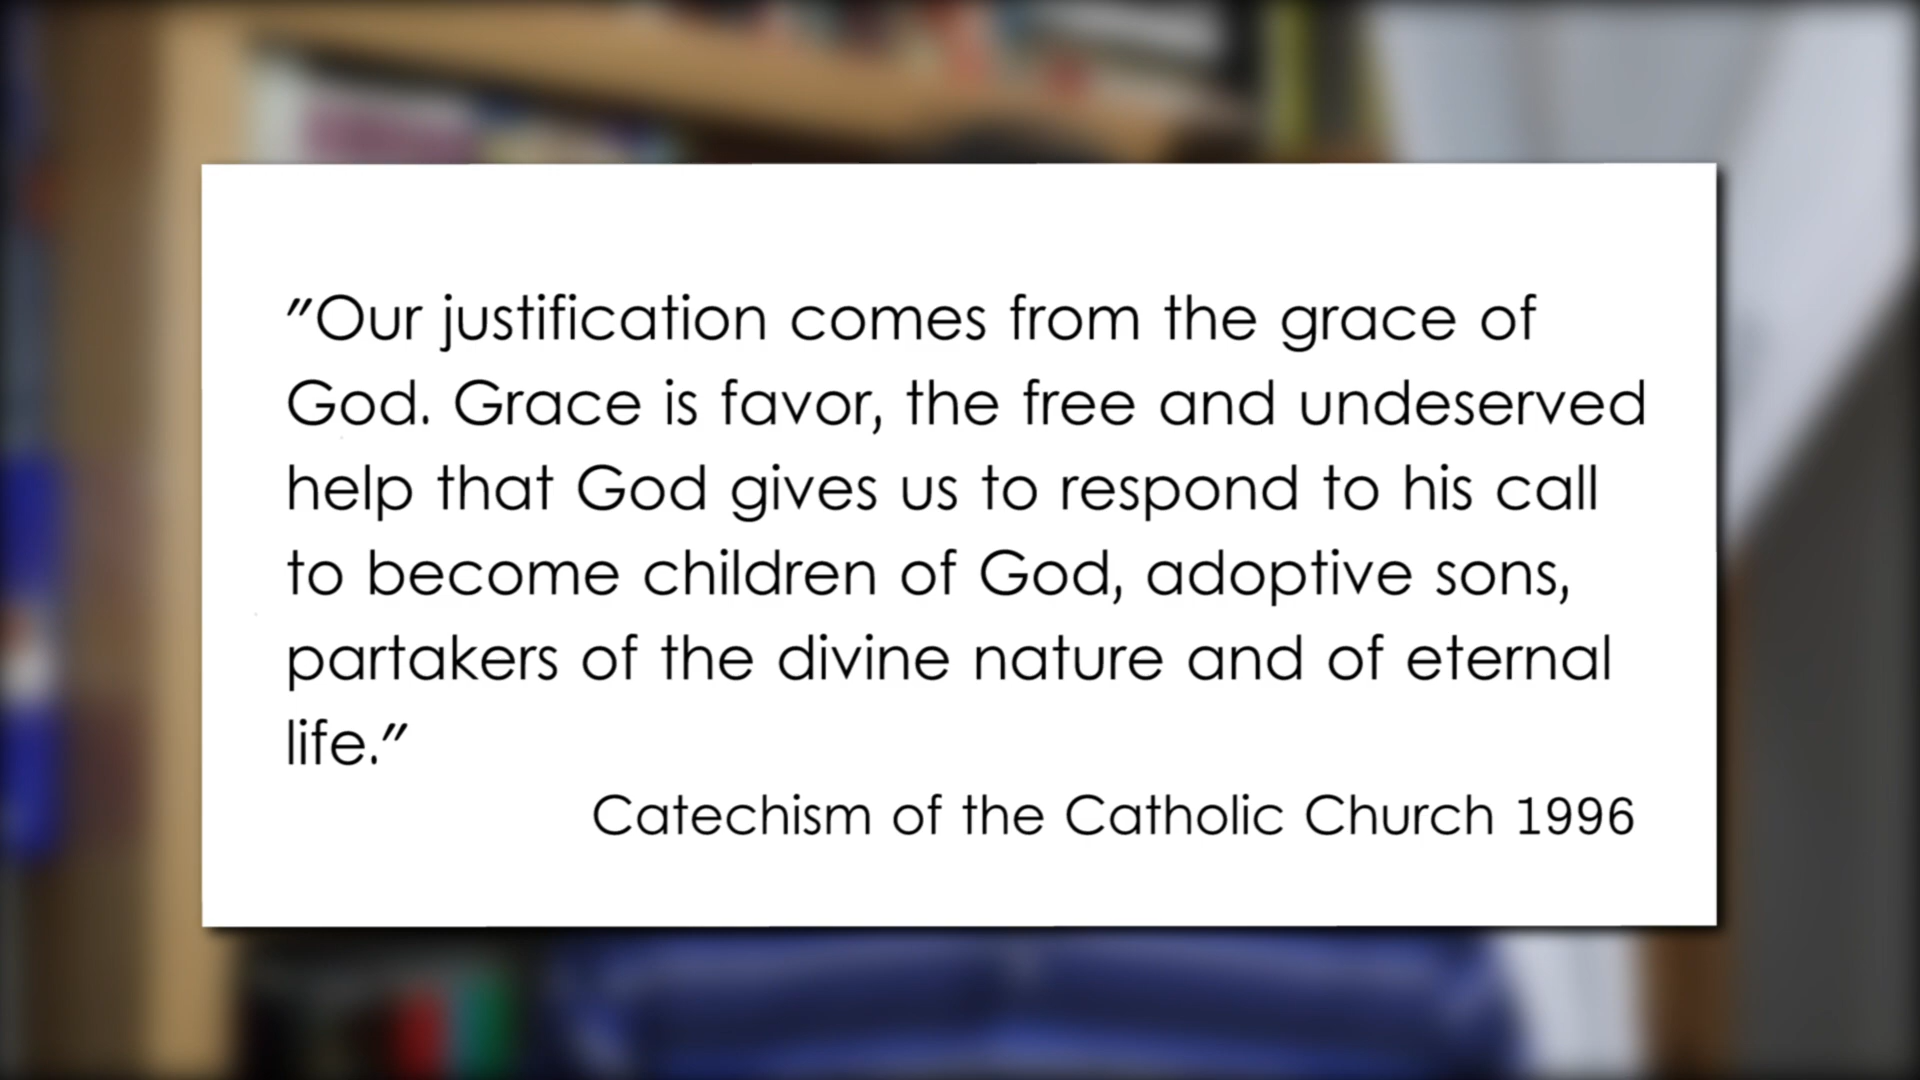 "Our justification comes from the grace of
God. Grace is favor, the free and undeserved
help that God gives us to respond to his call
to become children of God, adoptive sons,
partakers of the divine nature and of eternal
life."
Catechism of the Catholic Church 1996